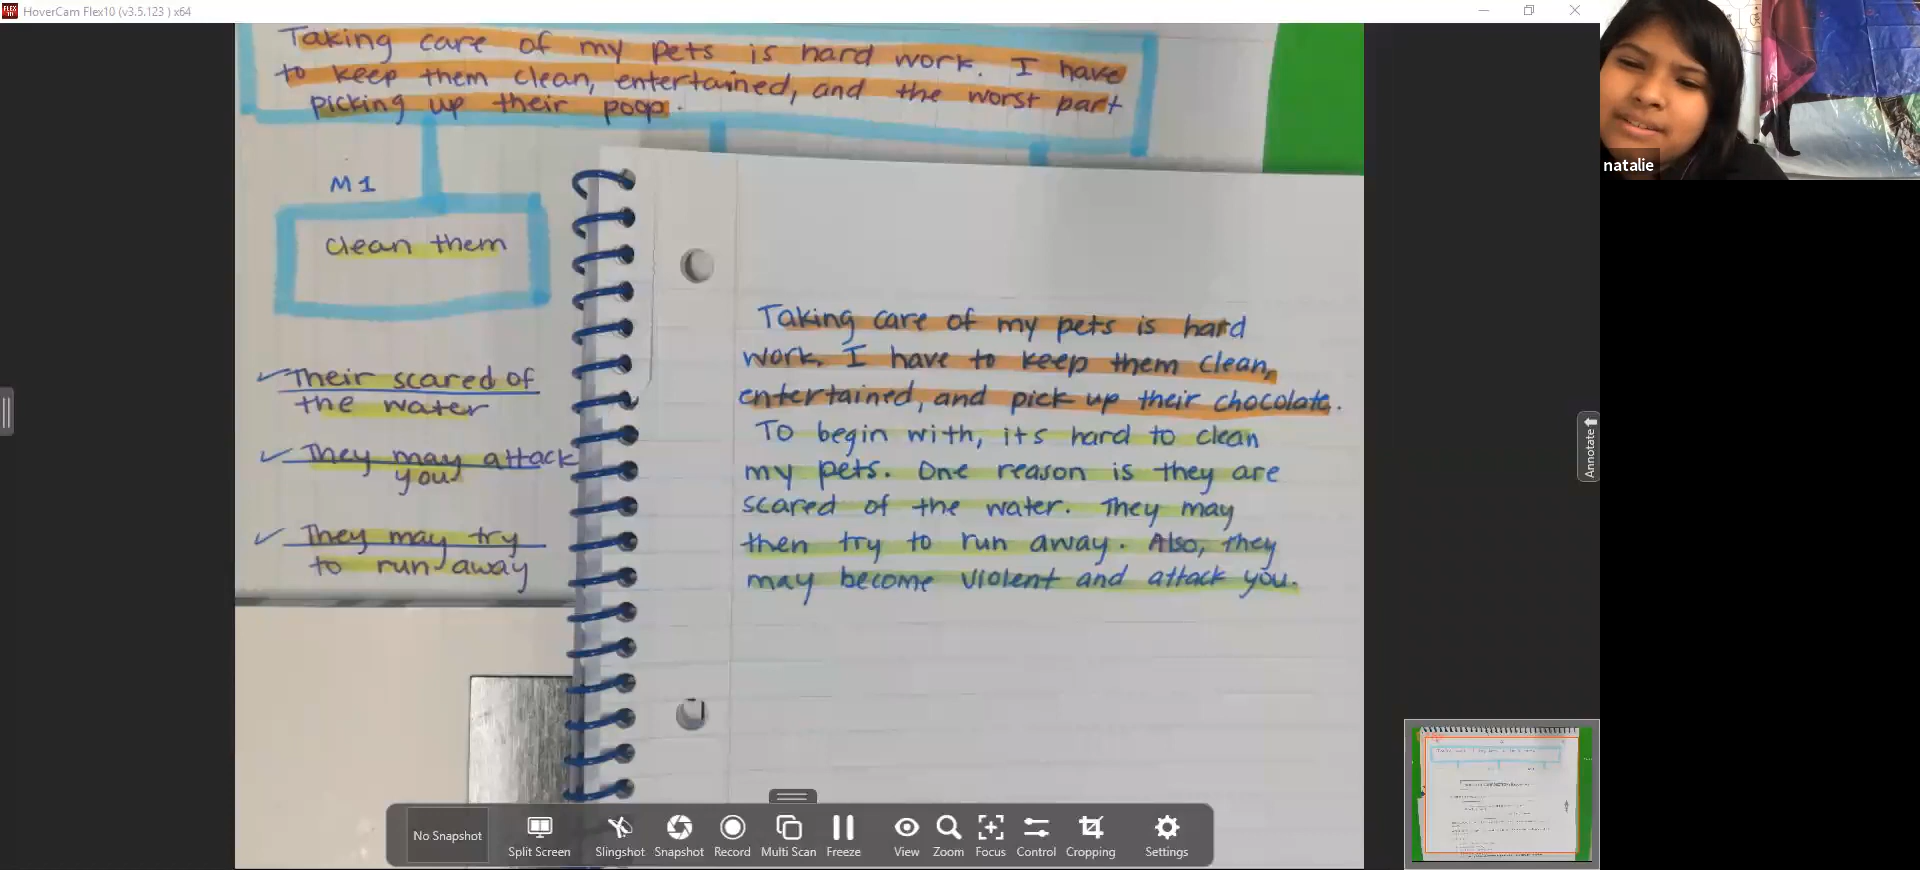 HoverCam Flex10 (v3.5.123 ) x64
Taking care of my pets is hard work. I have
to keep them clean, entertained, and the worst part
picking up their poop.
M1
clean them
Their scared of
the water
They may attack
you
They may try
to run away
Taking care of my pets is hard
work. I have to keep them clean,
entertained, and pick up their chocolate.
To begin with, its hard to clean
my pets. One reason is they are
scared of the water. They may
then try to run away. Also, they
may become violent and attack you.
natalie
Annotate
No Snapshot
Split Screen
Slingshot
Snapshot
Record
Multi Scan
Freeze
View
Zoom
Focus
Control
Cropping
Settings